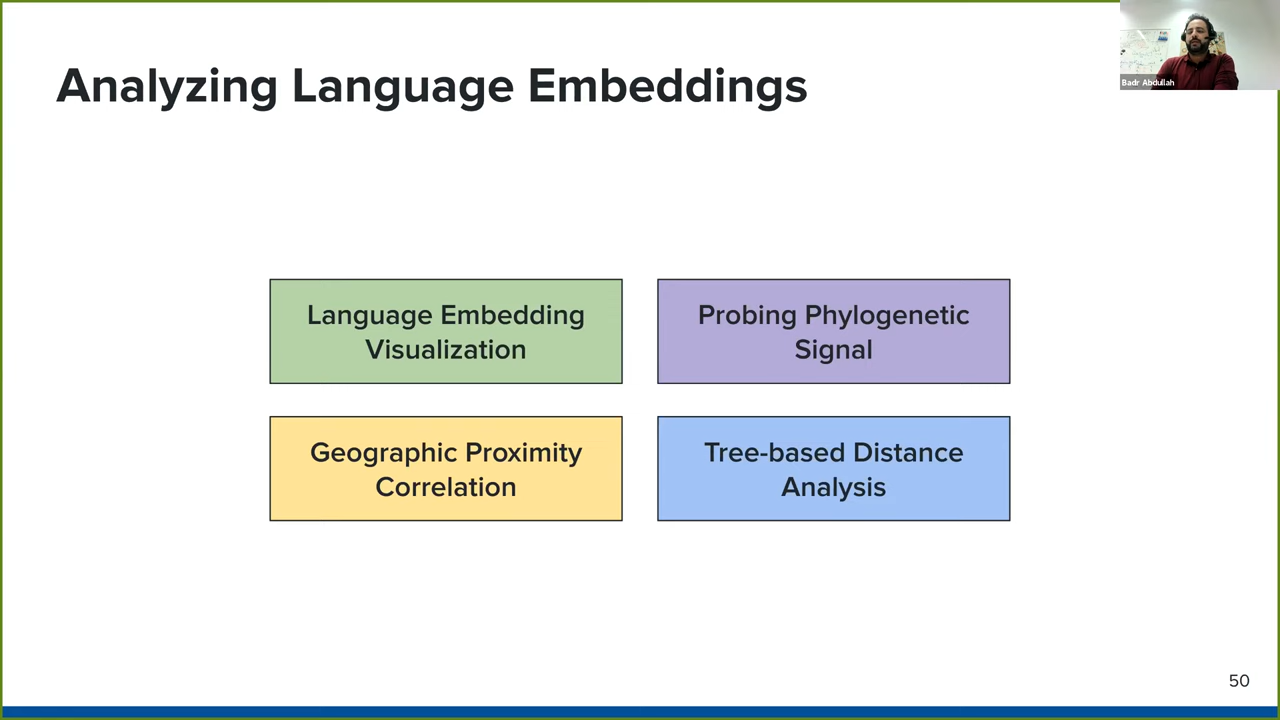 Analyzing Language Embeddings
Badr Abdullah
Language Embedding
Visualization
Probing Phylogenetic
Signal
Geographic Proximity
Correlation
Tree-based Distance
Analysis
50